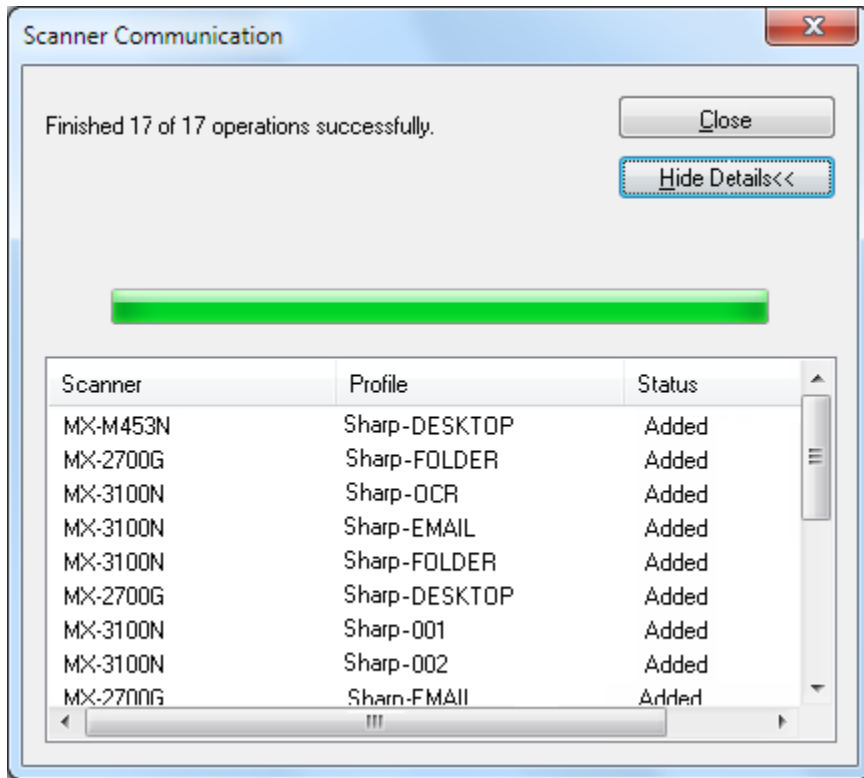 Scanner Communication
Finished 17 of 17 operations successfully.
Close
Hide Details<<
Scanner Profile Status
MX-M453N Sharp-DESKTOP Added
MX-2700G Sharp-FOLDER Added
MX-3100N Sharp-OCR Added
MX-3100N Sharp-EMAIL Added
MX-3100N Sharp-FOLDER Added
MX-2700G Sharp-DESKTOP Added
MX-3100N Sharp-001 Added
MX-3100N Sharp-002 Added
MX-2700G Sharp-EMAIL Added